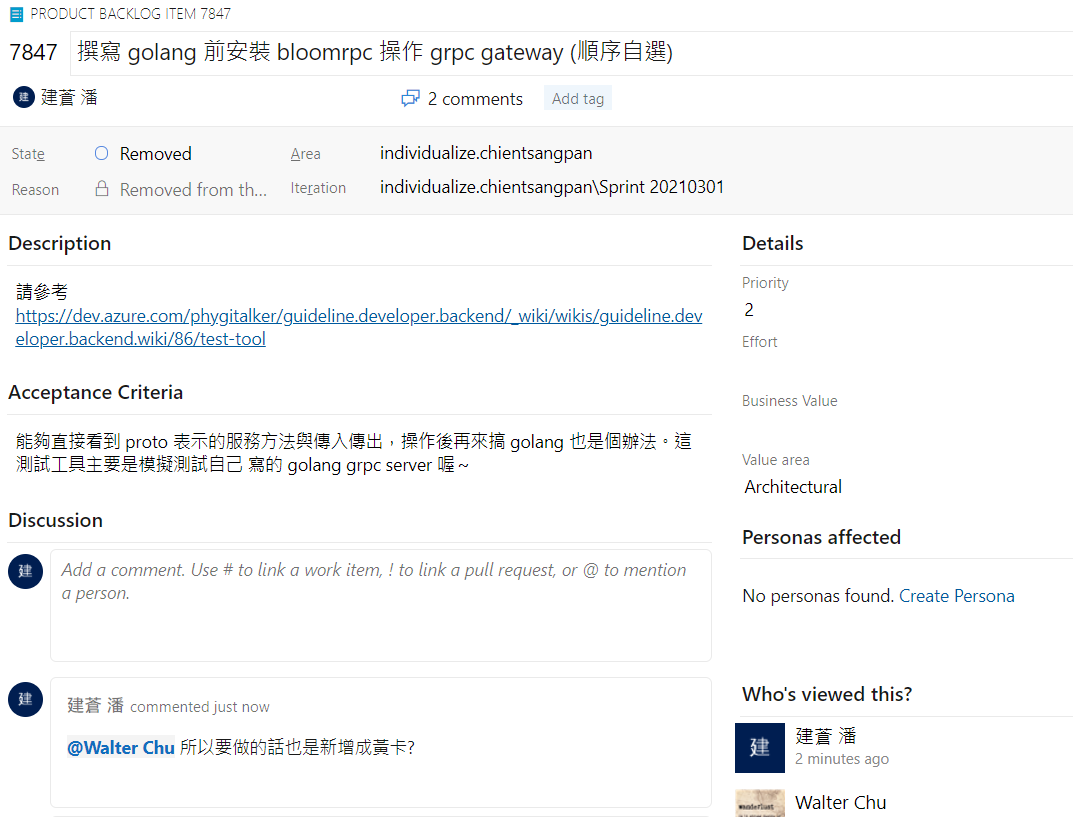 PRODUCT BACKLOG ITEM 7847
7847 撰寫 golang 前安裝 bloomrpc 操作 grpc gateway (順序自選)
建 建蒼 潘
2 comments
Add tag
State Removed
Area individualize.chientsangpan
Reason Removed from th...
Iteration individualize.chientsangpan\Sprint 20210301
Description
請參考
https://dev.azure.com/phygitalker/guideline.developer.backend/_wiki/wikis/guideline.dev
eloper.backend.wiki/86/test-tool
Acceptance Criteria
能夠直接看到 proto 表示的服務方法與傳入傳出，操作後再來搞 golang 也是個辦法。這
測試工具主要是模擬測試自己 寫的 golang grpc server 喔~
Discussion
建
Add a comment. Use # to link a work item, ! to link a pull request, or @ to mention
a person.
建
建蒼 潘 commented just now
@Walter Chu 所以要做的話也是新增成黃卡?
Details
Priority
2
Effort
Business Value
Value area
Architectural
Personas affected
No personas found. Create Persona
Who's viewed this?
建
建蒼 潘
2 minutes ago
wanderlust
Walter Chu